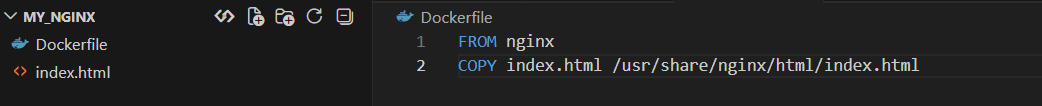 MY_NGINX
Dockerfile
index.html
Dockerfile
1 FROM nginx
2 COPY index.html /usr/share/nginx/html/index.html